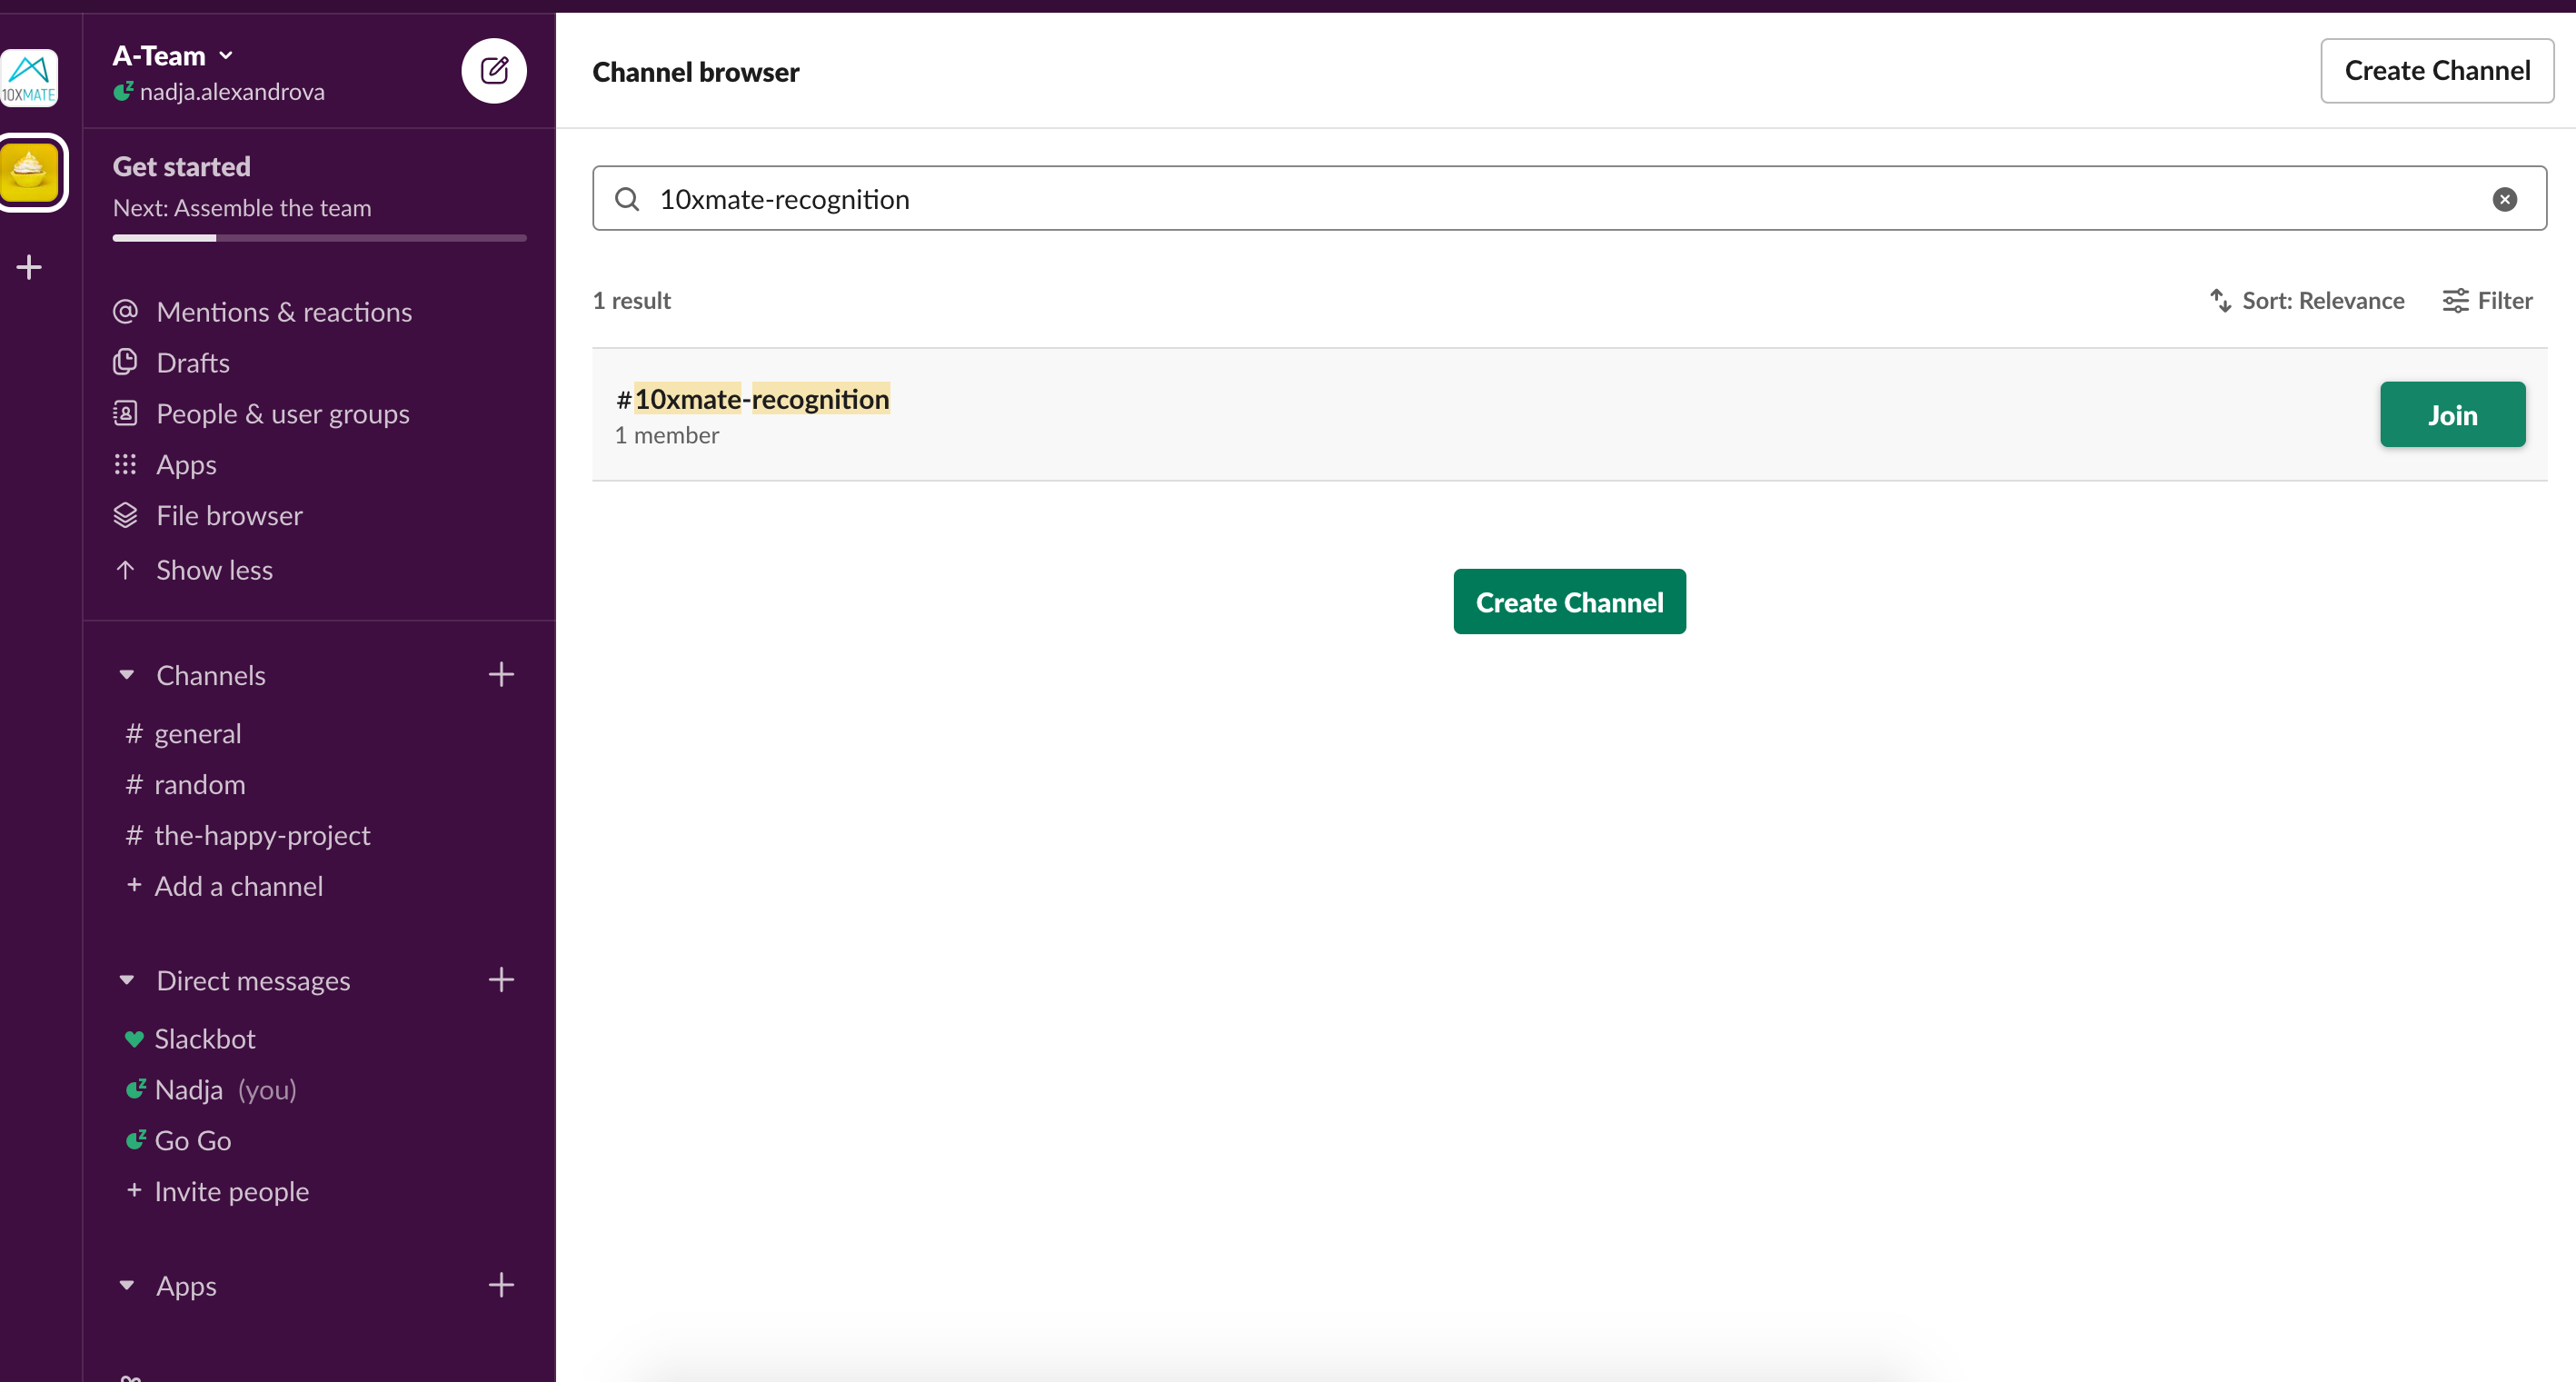 10XMATE
A-Team
nadja.alexandrova
Get started
Next: Assemble the team
Mentions & reactions
Drafts
People & user groups
Apps
File browser
Show less
Channels
# general
# random
# the-happy-project
+ Add a channel
Direct messages
Slackbot
Nadja (you)
Go Go
+ Invite people
Apps
Channel browser
Create Channel
10xmate-recognition
1 result
Sort: Relevance
Filter
#10xmate-recognition
1 member
Join
Create Channel